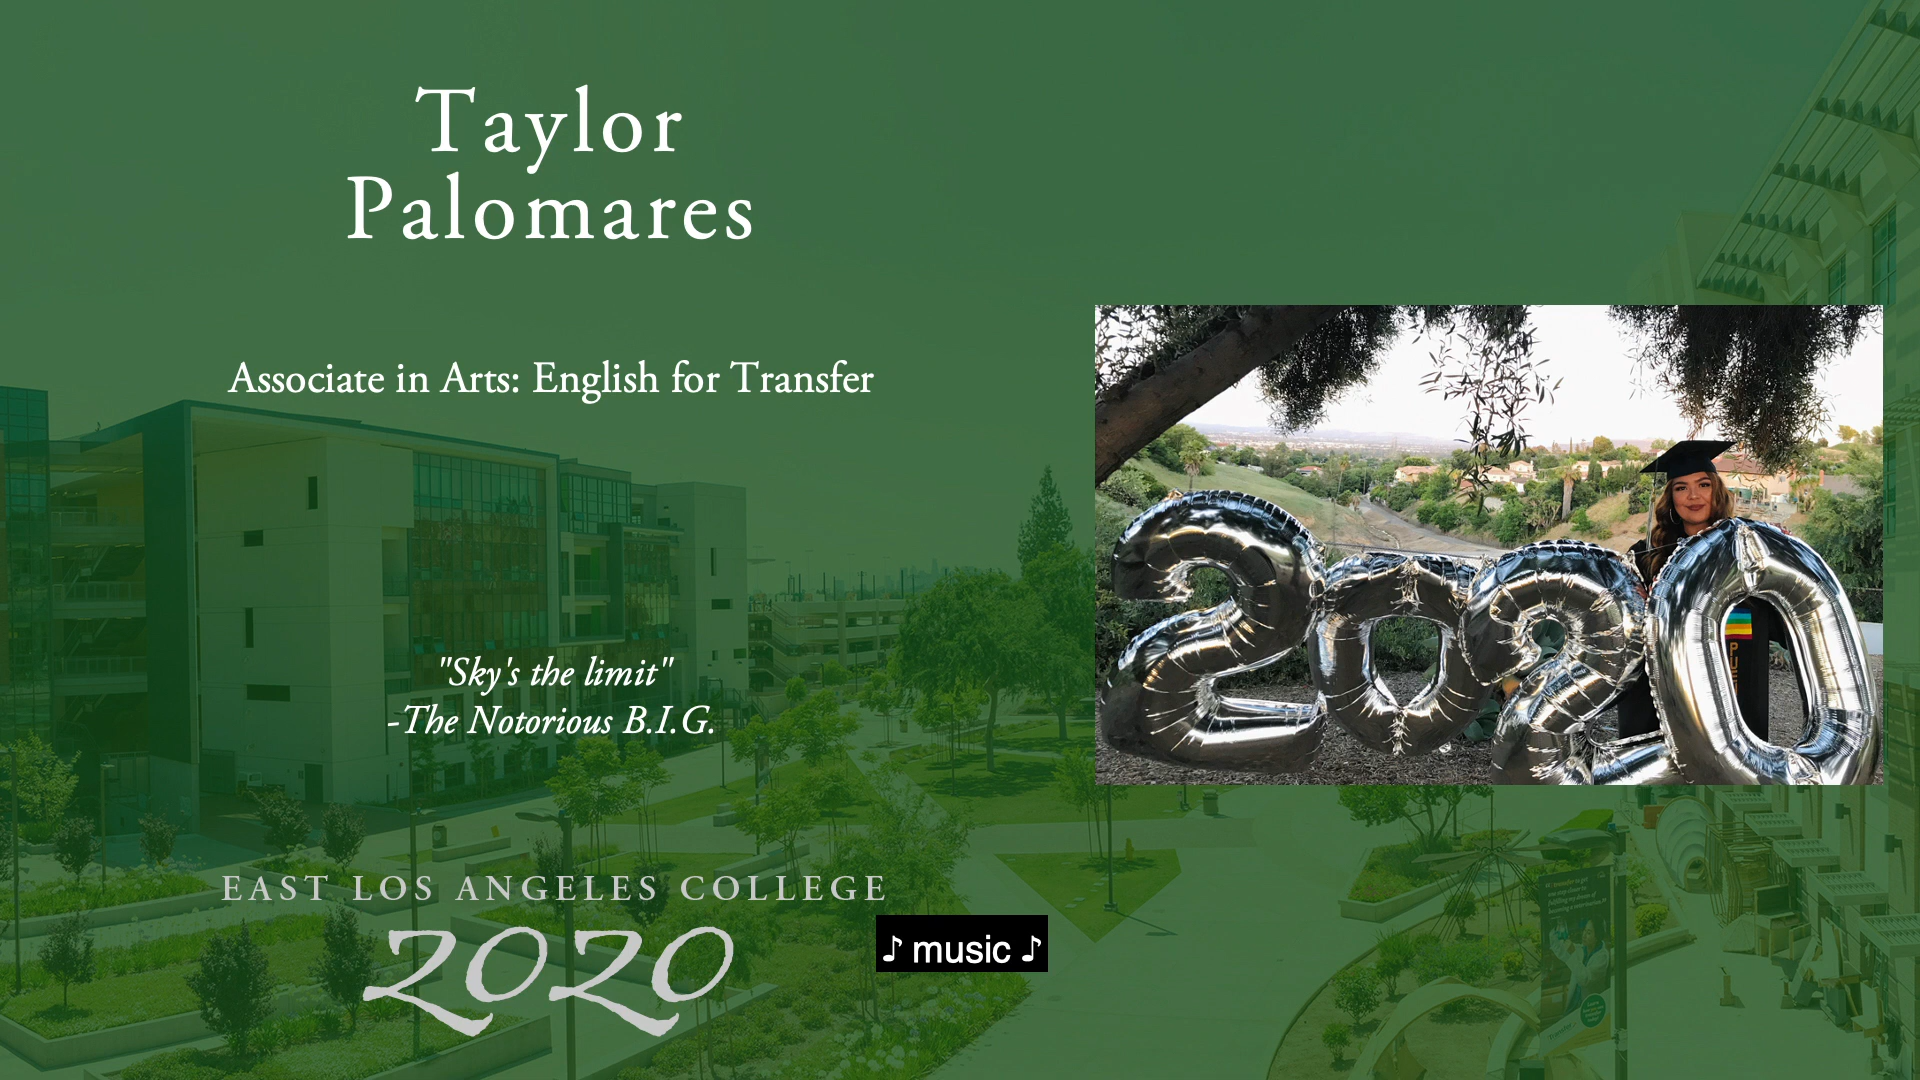 Taylor
Palomares
Associate in Arts: English for Transfer
"Sky's the limit"
-The Notorious B.I.G.
EAST LOS ANGELES COLLEGE
2020
♪ music ♪
2020